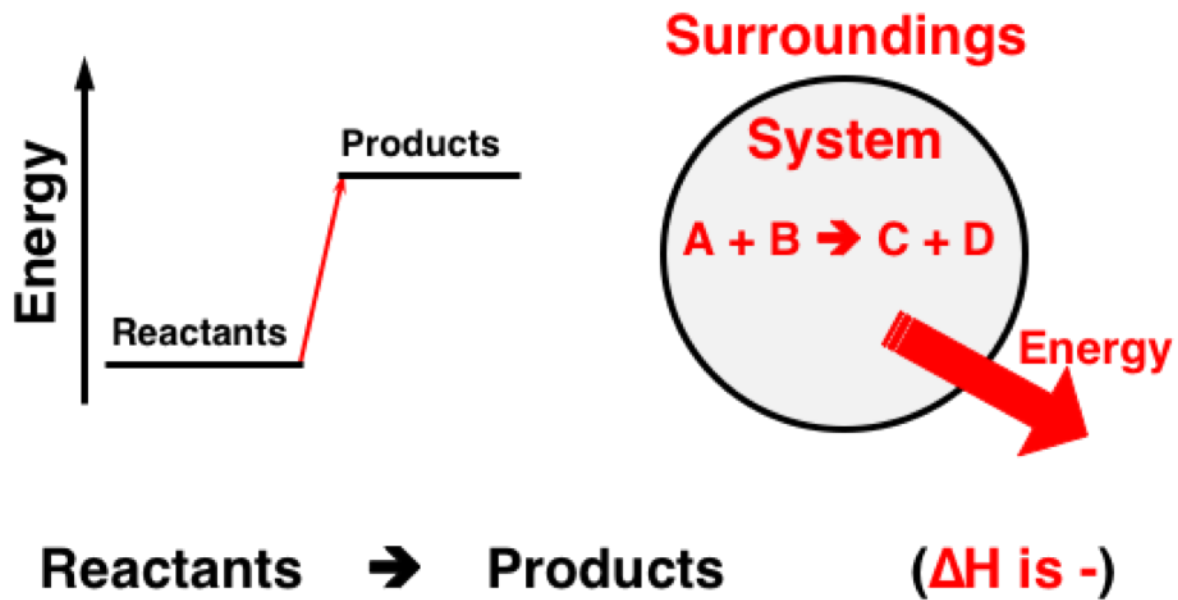 Surroundings
System
Products
Energy
A + B ➔ C + D
Reactants
Energy
Reactants ➔ Products (ΔH is -)